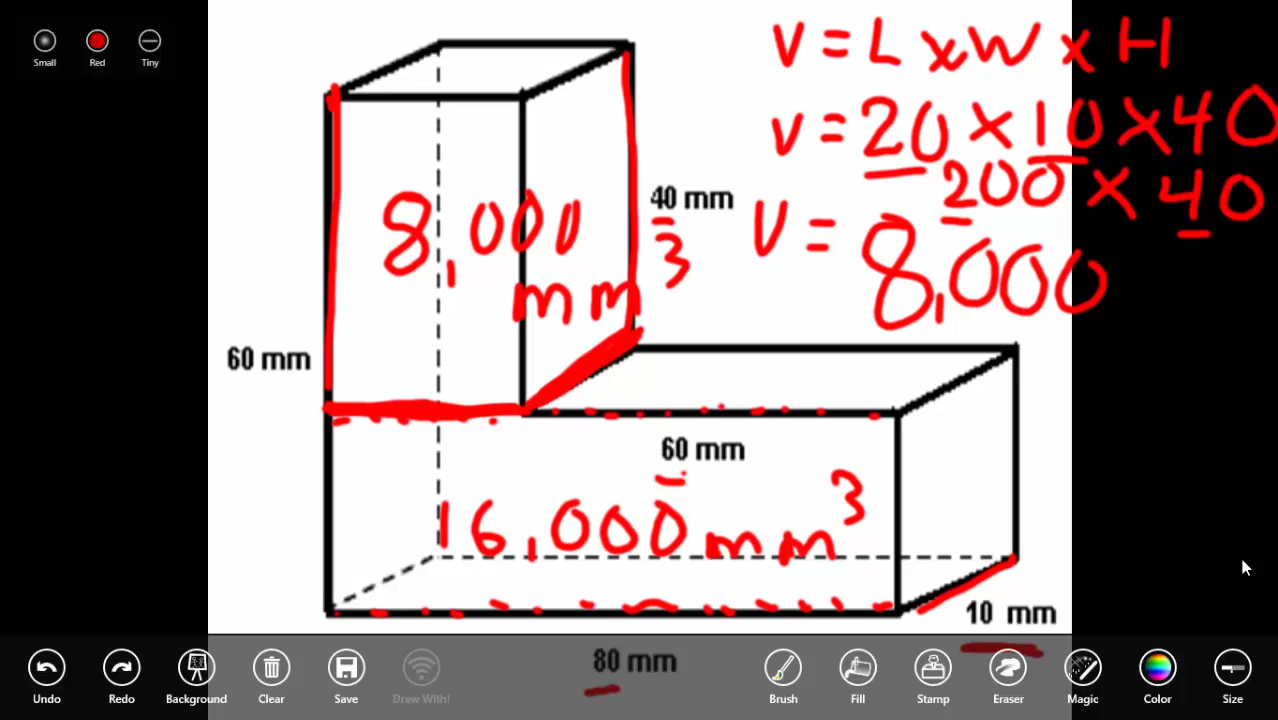 Small Red Tiny
V = L x W x H
V = 20 x 10 x 40
200 x 40
V = 8,000
40 mm
8,000
mm3
60 mm
60 mm
16,000 mm3
10 mm
80 mm
Undo Redo Background Clear Save Draw With! Brush Fill Stamp Eraser Magic Color Size